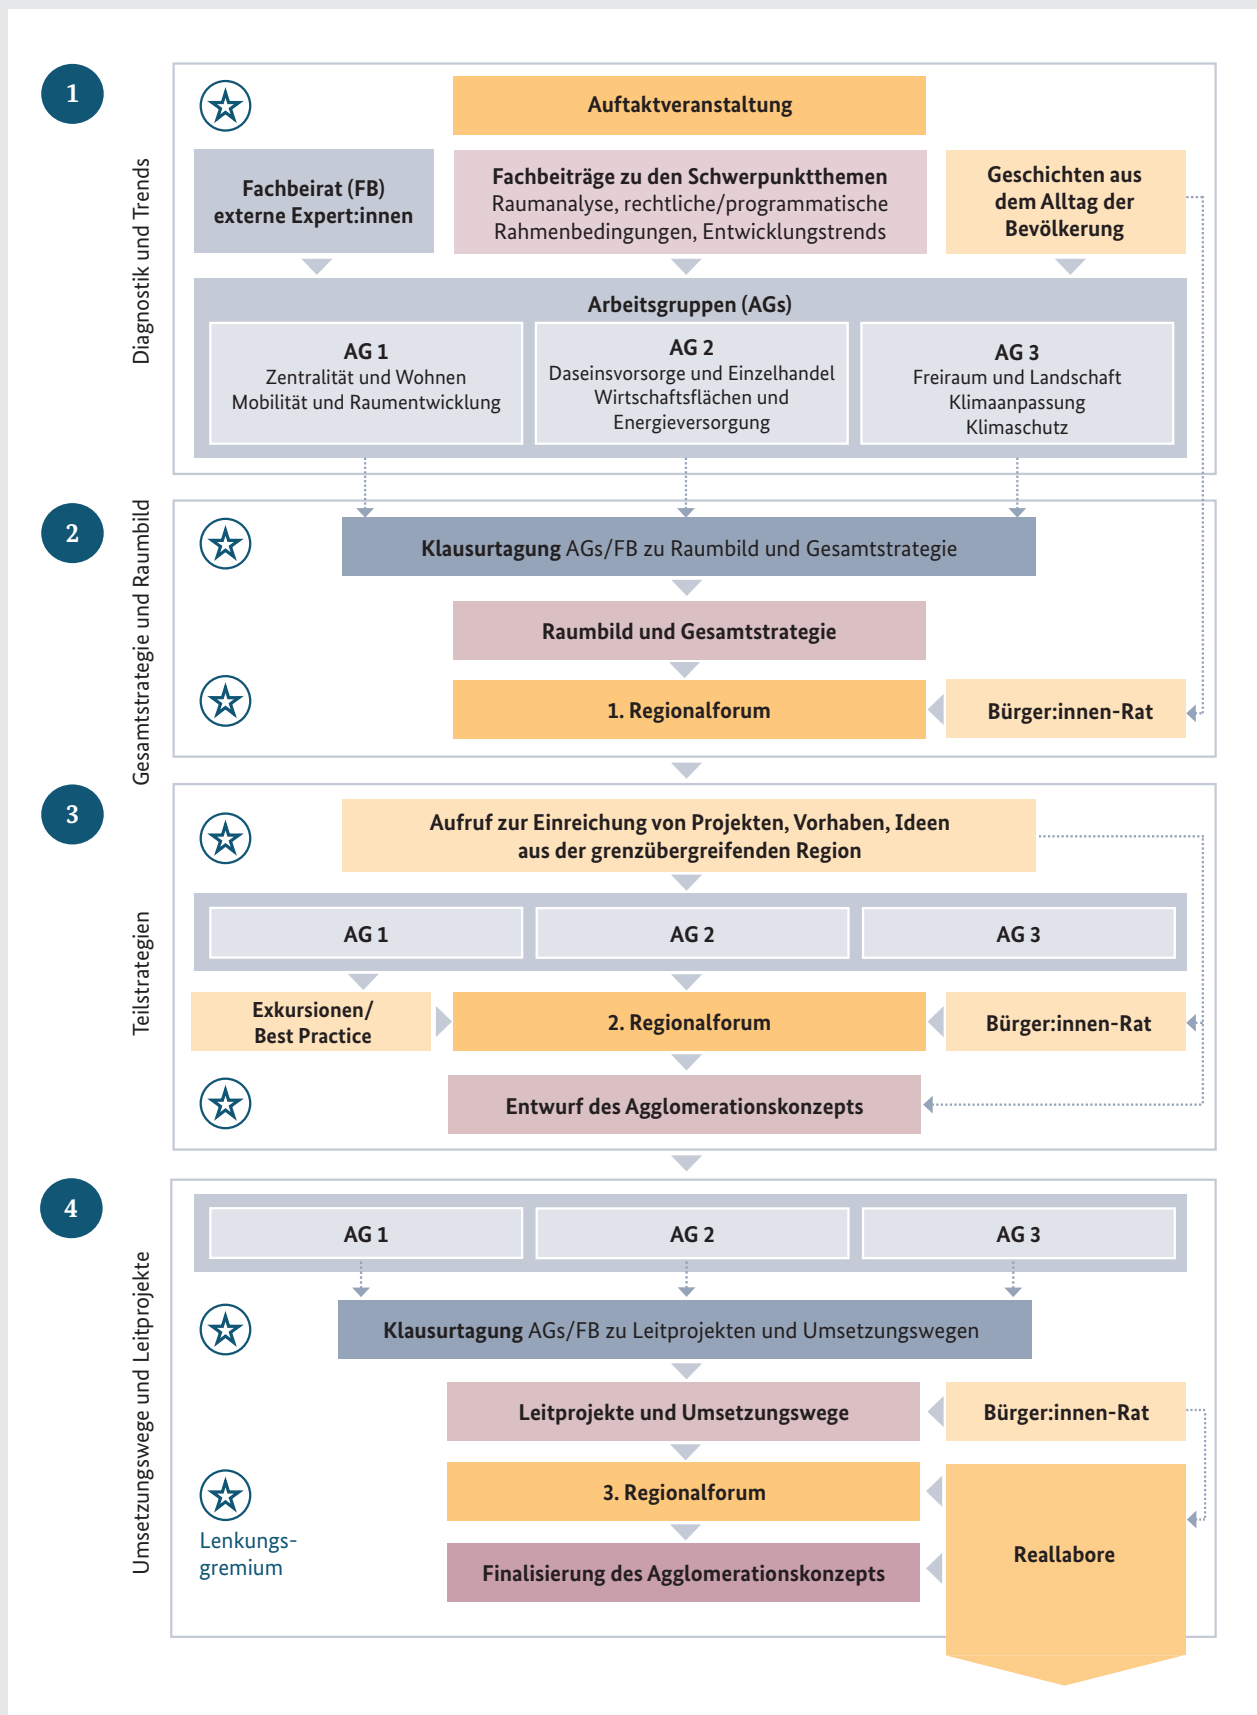 1
Diagnostik und Trends
Auftaktveranstaltung
Fachbeirat (FB)
externe Expert:innen
Fachbeiträge zu den Schwerpunktthemen
Raumanalyse, rechtliche/programmatische
Rahmenbedingungen, Entwicklungstrends
Geschichten aus
dem Alltag der
Bevölkerung
Arbeitsgruppen (AGs)
AG 1
Zentralität und Wohnen
Mobilität und Raumentwicklung
AG 2
Daseinsvorsorge und Einzelhandel
Wirtschaftsflächen und
Energieversorgung
AG 3
Freiraum und Landschaft
Klimaanpassung
Klimaschutz
2
Gesamtstrategie und Raumbild
Klausurtagung AGs/FB zu Raumbild und Gesamtstrategie
Raumbild und Gesamtstrategie
1. Regionalforum
Bürger:innen-Rat
3
Teilstrategien
Aufruf zur Einreichung von Projekten, Vorhaben, Ideen
aus der grenzübergreifenden Region
AG 1
AG 2
AG 3
Exkursionen/
Best Practice
2. Regionalforum
Bürger:innen-Rat
Entwurf des Agglomerationskonzepts
4
Umsetzungswege und Leitprojekte
AG 1
AG 2
AG 3
Klausurtagung AGs/FB zu Leitprojekten und Umsetzungswegen
Leitprojekte und Umsetzungswege
Bürger:innen-Rat
3. Regionalforum
Lenkungs-
gremium
Reallabore
Finalisierung des Agglomerationskonzepts